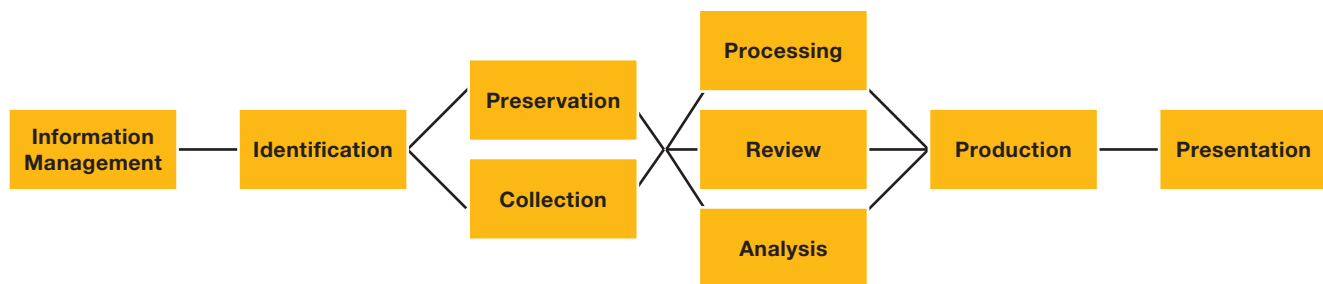 Information
Management
Identification
Preservation
Collection
Processing
Review
Analysis
Production
Presentation